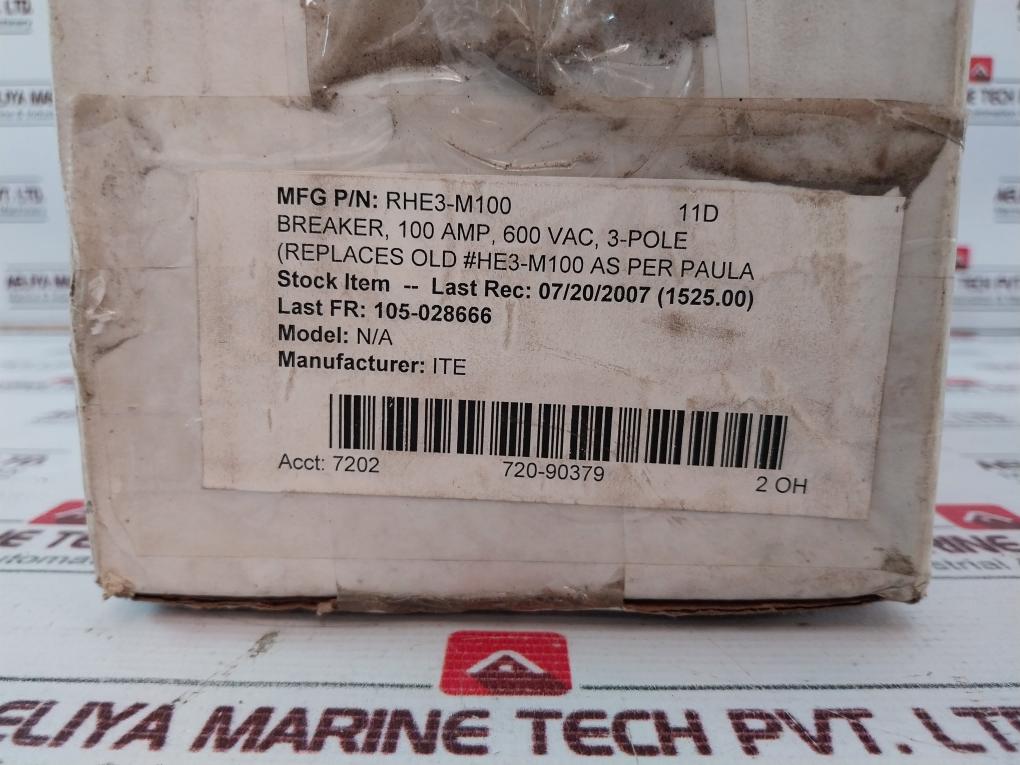 MFG P/N: RHE3-M100 11D
BREAKER, 100 AMP, 600 VAC, 3-POLE
(REPLACES OLD #HE3-M100 AS PER PAULA
Stock Item -- Last Rec: 07/20/2007 (1525.00)
Last FR: 105-028666
Model: N/A
Manufacturer: ITE
Acct: 7202 720-90379 2 OH
AELIYA MARINE TECH PVT. LTD